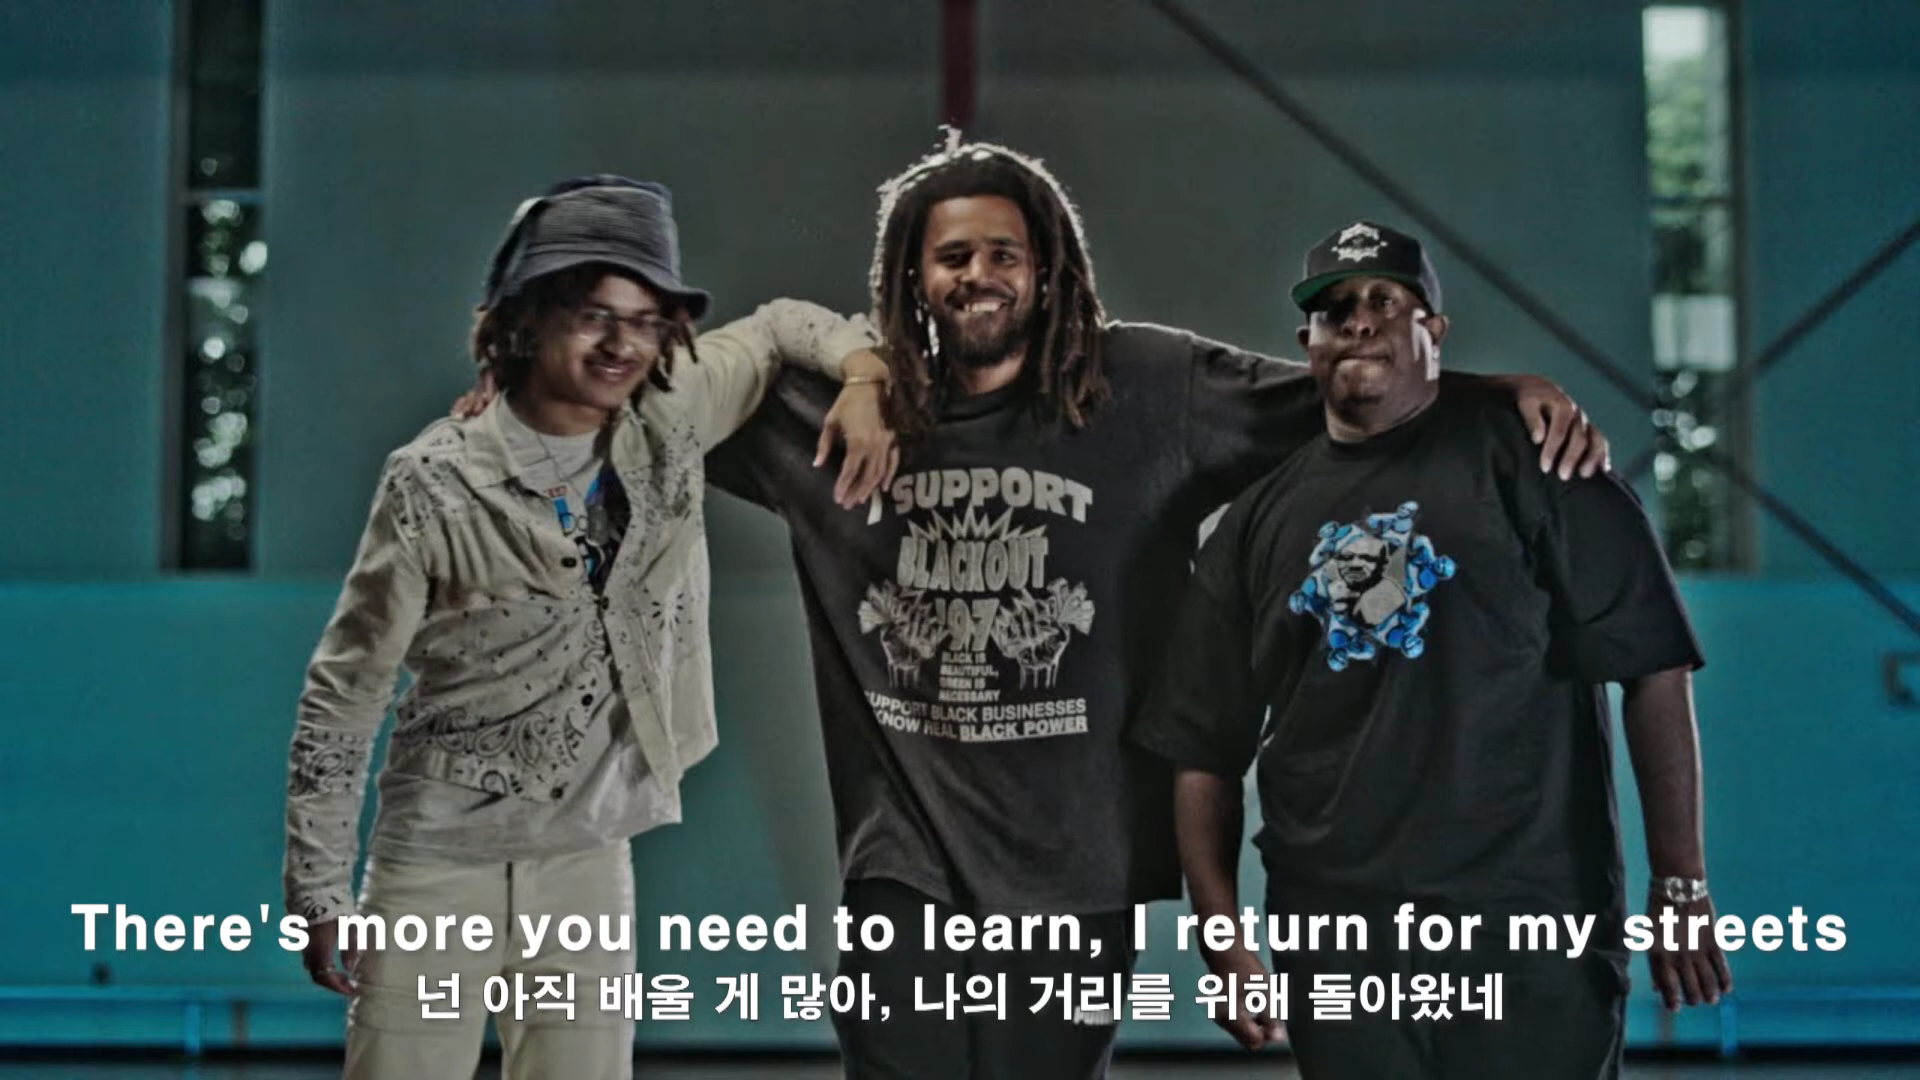 I SUPPORT
BLACKOUT
'97
BLACK IS
BEAUTIFUL,
GREEN IS
NECESSARY
SUPPORT BLACK BUSINESSES
KNOW REAL BLACK POWER
There's more you need to learn, I return for my streets
넌 아직 배울 게 많아, 나의 거리를 위해 돌아왔네